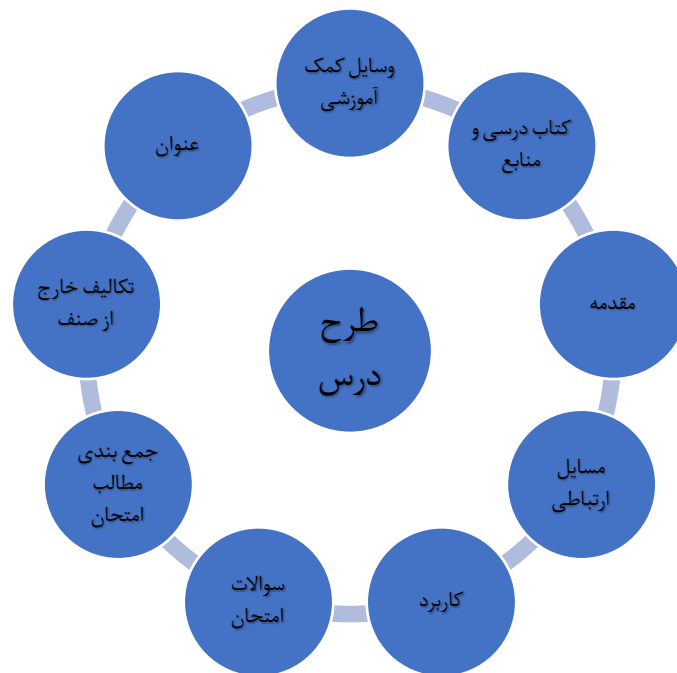 وسایل کمک
آموزشی
کتاب درسی و
منابع
مقدمه
مسایل
ارتباطی
کاربرد
سوالات
امتحان
جمع بندی
مطالب
امتحان
تکالیف خارج
از صنف
عنوان
طرح
درس